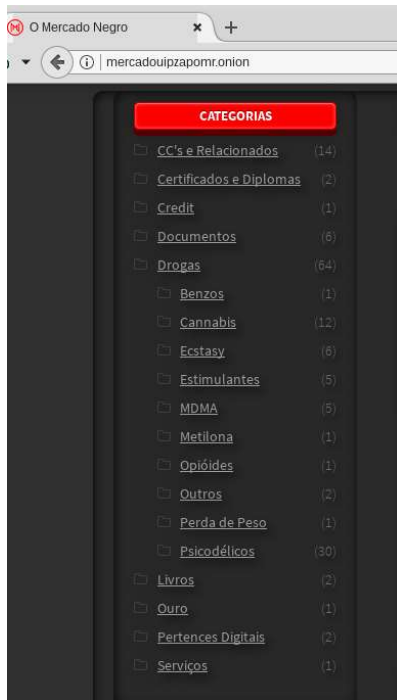 O Mercado Negro
mercadouipzapomr.onion
CATEGORIAS
CC's e Relacionados (14)
Certificados e Diplomas (2)
Credit (1)
Documentos (6)
Drogas (64)
Benzos (1)
Cannabis (12)
Ecstasy (6)
Estimulantes (5)
MDMA (5)
Metilona (1)
Opióides (1)
Outros (2)
Perda de Peso (1)
Psicodélicos (30)
Livros (2)
Ouro (1)
Pertences Digitais (2)
Serviços (1)